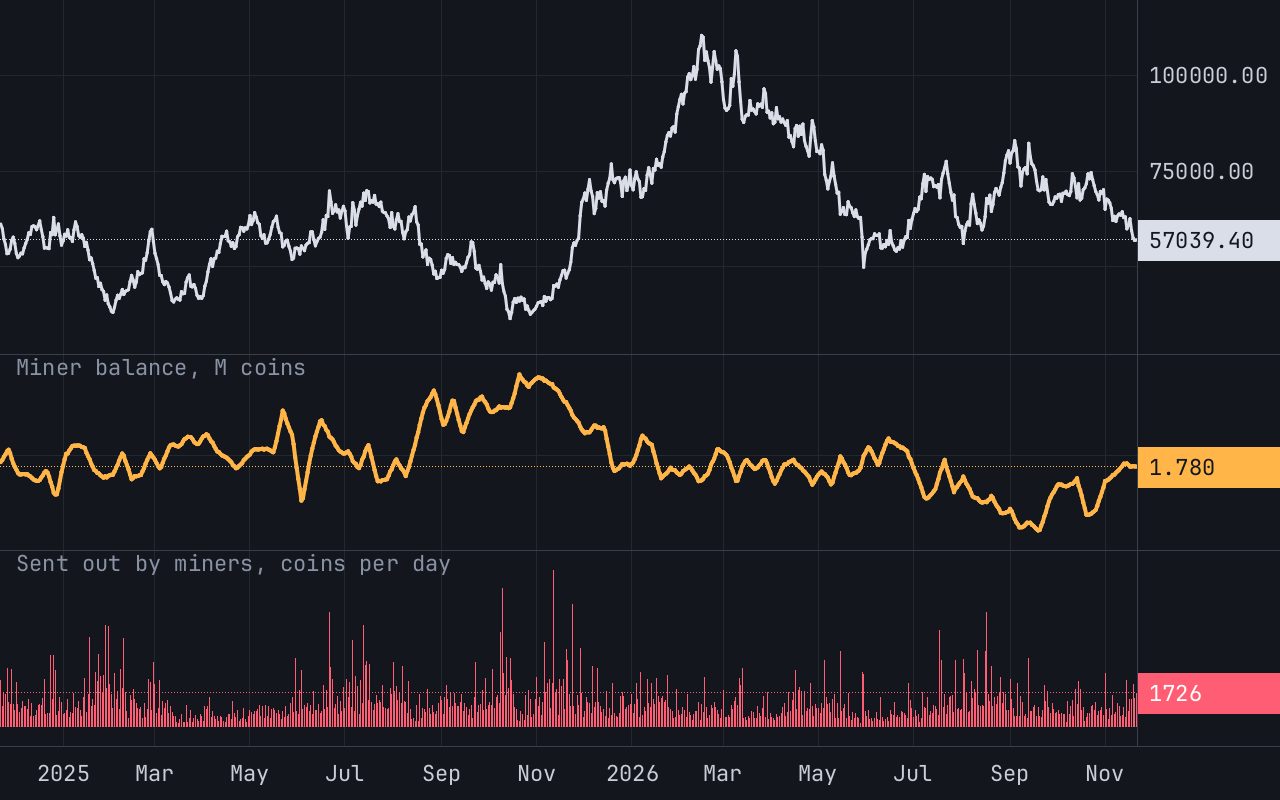 100000.00
75000.00
57039.40
Miner balance, M coins
1.780
Sent out by miners, coins per day
1726
2025 Mar May Jul Sep Nov 2026 Mar May Jul Sep Nov